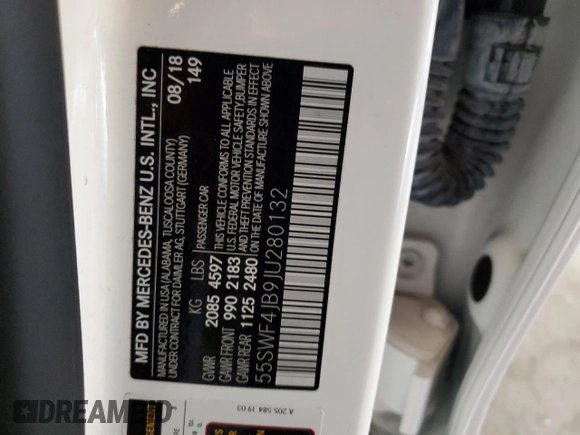 MFD BY MERCEDES-BENZ U.S. INTL., INC
MANUFACTURED IN USA (ALABAMA, TUSCALOOSA COUNTY)
UNDER CONTRACT FOR DAIMLER AG, STUTTGART (GERMANY)
08/18
149
KG LBS PASSENGER CAR
GVWR 2085 4597 THIS VEHICLE CONFORMS TO ALL APPLICABLE
GAWR FRONT 990 2183 U.S. FEDERAL MOTOR VEHICLE SAFETY, BUMPER
GAWR REAR 1125 2480 AND THEFT PREVENTION STANDARDS IN EFFECT
ON THE DATE OF MANUFACTURE SHOWN ABOVE
55SWF4JB9JU280132
A 205 584 19 03
DREAMBID